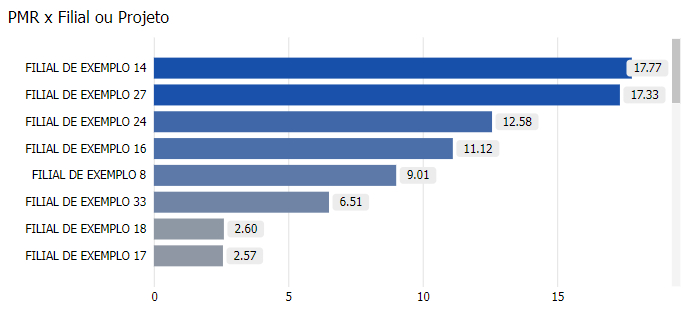 PMR x Filial ou Projeto
FILIAL DE EXEMPLO 14 17.77
FILIAL DE EXEMPLO 27 17.33
FILIAL DE EXEMPLO 24 12.58
FILIAL DE EXEMPLO 16 11.12
FILIAL DE EXEMPLO 8 9.01
FILIAL DE EXEMPLO 33 6.51
FILIAL DE EXEMPLO 18 2.60
FILIAL DE EXEMPLO 17 2.57
0 5 10 15